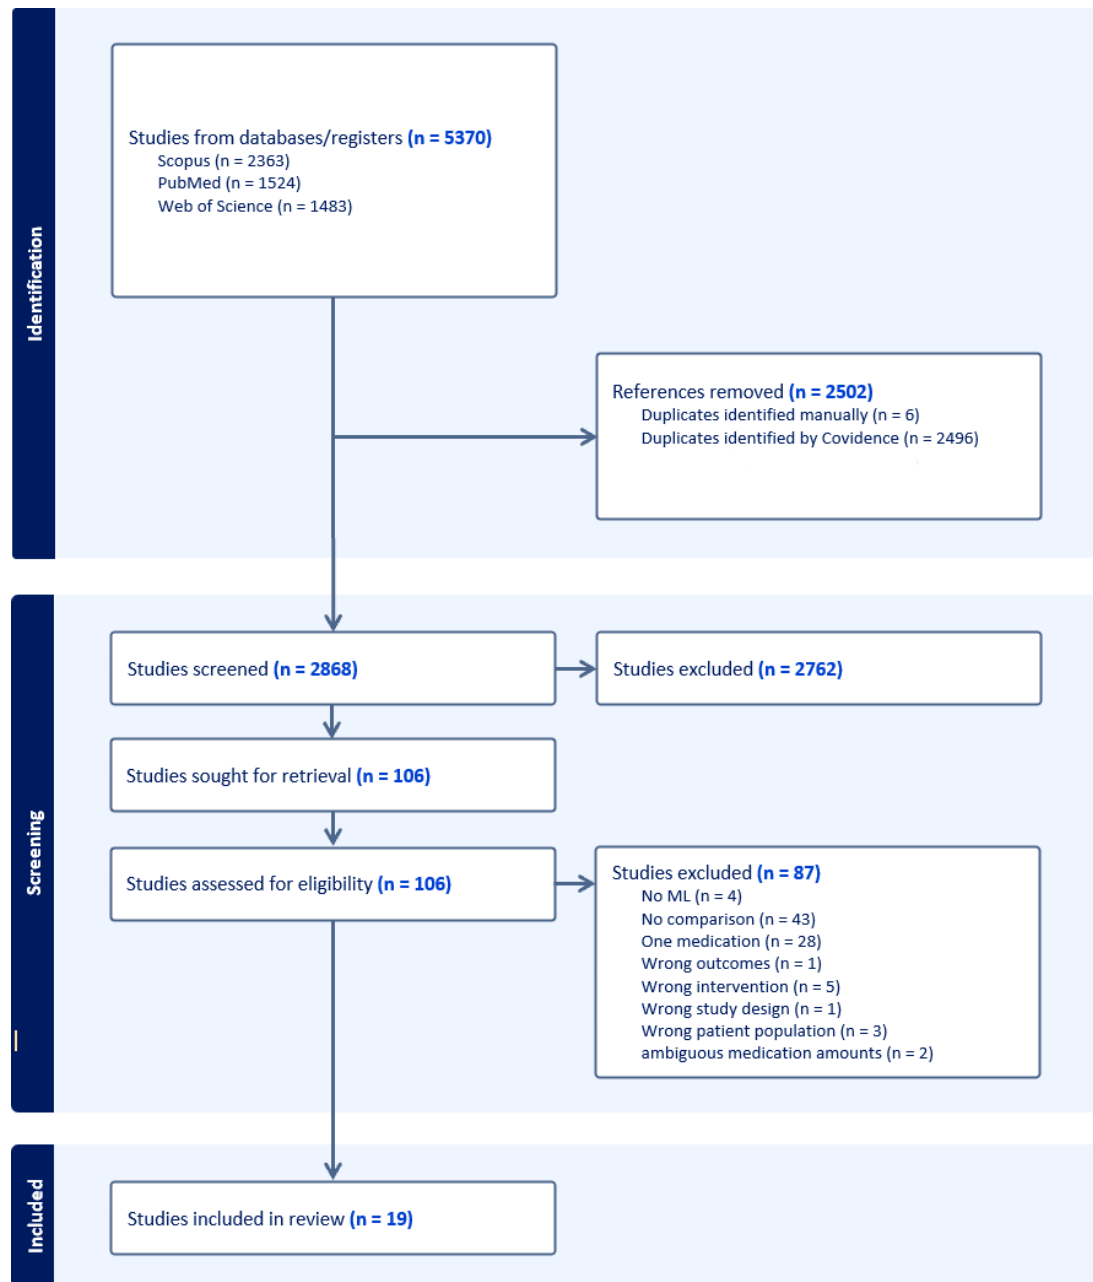 Identification
Studies from databases/registers (n = 5370)
Scopus (n = 2363)
PubMed (n = 1524)
Web of Science (n = 1483)
References removed (n = 2502)
Duplicates identified manually (n = 6)
Duplicates identified by Covidence (n = 2496)
Screening
Studies screened (n = 2868)
Studies excluded (n = 2762)
Studies sought for retrieval (n = 106)
Studies assessed for eligibility (n = 106)
Studies excluded (n = 87)
No ML (n = 4)
No comparison (n = 43)
One medication (n = 28)
Wrong outcomes (n = 1)
Wrong intervention (n = 5)
Wrong study design (n = 1)
Wrong patient population (n = 3)
ambiguous medication amounts (n = 2)
Included
Studies included in review (n = 19)